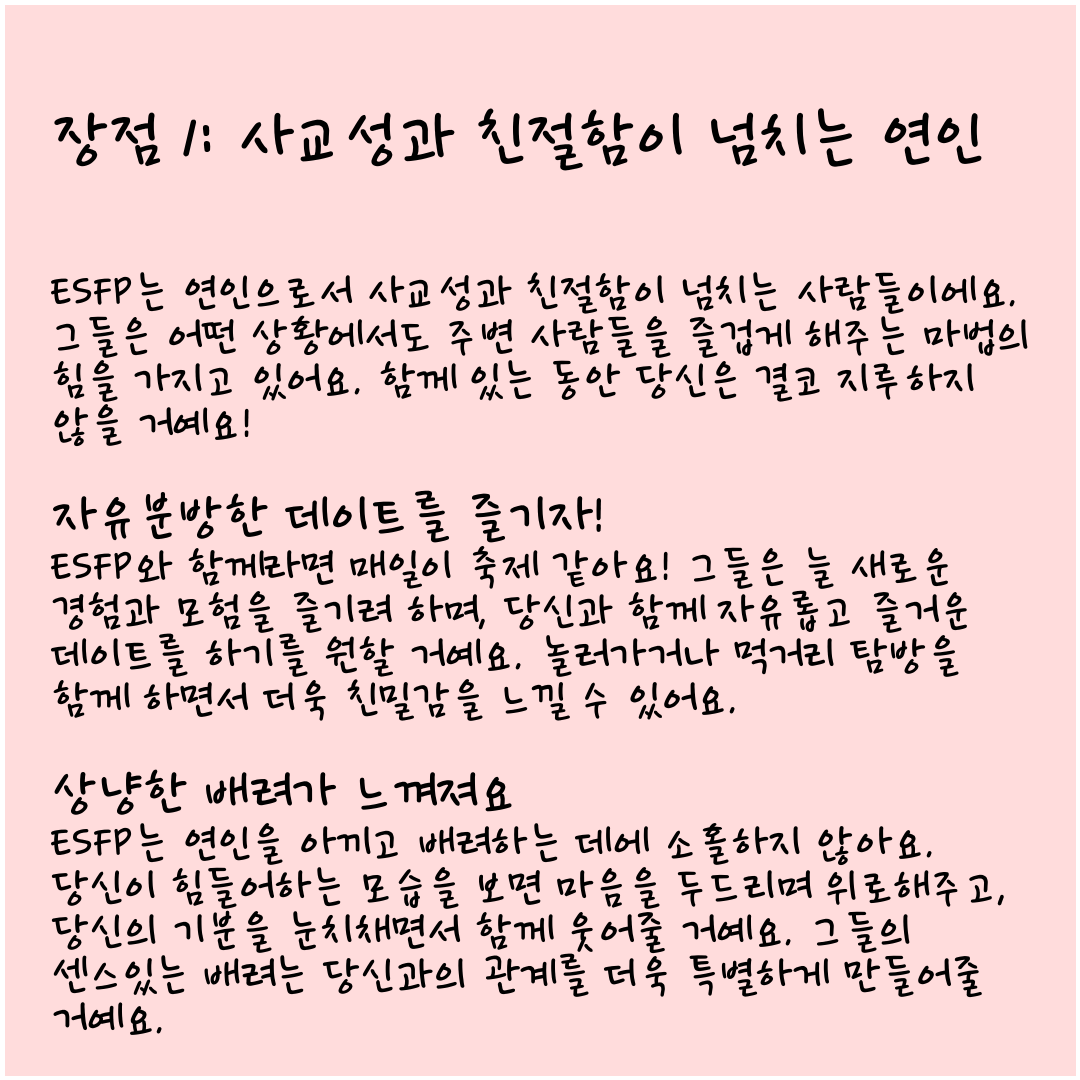 장점 1: 사교성과 친절함이 넘치는 연인
ESFP는 연인으로서 사교성과 친절함이 넘치는 사람들이에요.
그들은 어떤 상황에서도 주변 사람들을 즐겁게 해주는 마법의
힘을 가지고 있어요. 함께 있는 동안 당신은 결코 지루하지
않을 거예요!
자유분방한 데이트를 즐기자!
ESFP와 함께라면 매일이 축제 같아요! 그들은 늘 새로운
경험과 모험을 즐기려 하며, 당신과 함께 자유롭고 즐거운
데이트를 하기를 원할 거예요. 놀러가거나 먹거리 탐방을
함께 하면서 더욱 친밀감을 느낄 수 있어요.
상냥한 배려가 느껴져요
ESFP는 연인을 아끼고 배려하는 데에 소홀하지 않아요.
당신이 힘들어하는 모습을 보면 마음을 두드리며 위로해주고,
당신의 기분을 눈치채면서 함께 웃어줄 거예요. 그들의
센스있는 배려는 당신과의 관계를 더욱 특별하게 만들어줄
거예요.